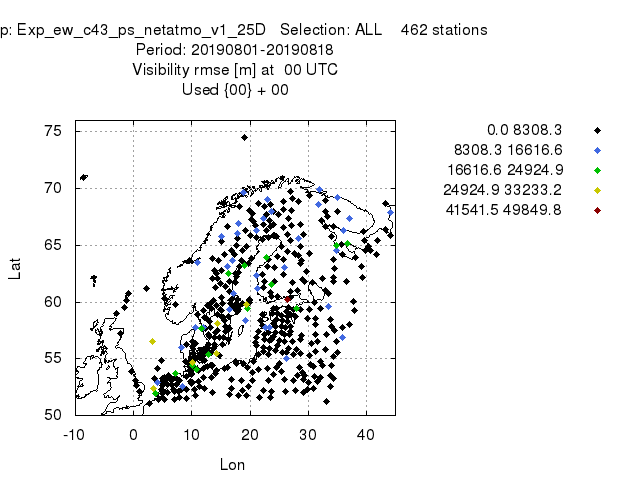 p: Exp_ew_c43_ps_netatmo_v1_25D Selection: ALL 462 stations
Period: 20190801-20190818
Visibility rmse [m] at 00 UTC
Used {00} + 00
0.0 8308.3
8308.3 16616.6
16616.6 24924.9
24924.9 33233.2
41541.5 49849.8
75
70
65
60
55
50
Lat
-10 0 10 20 30 40
Lon